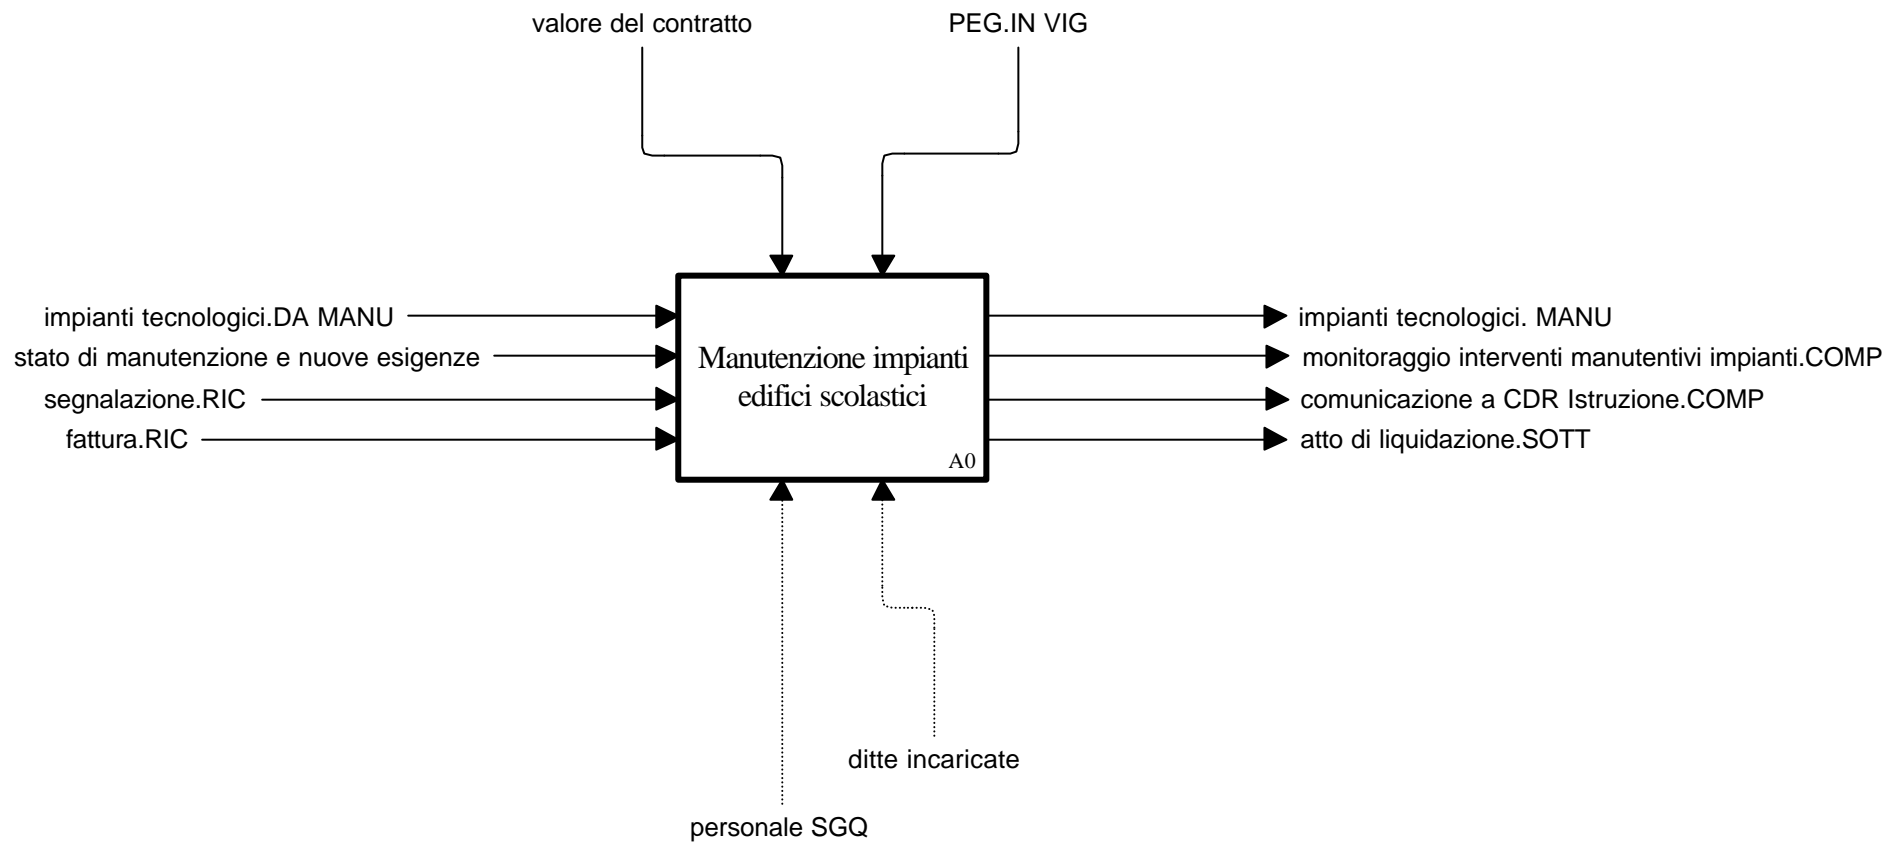 valore del contratto
PEG.IN VIG
impianti tecnologici.DA MANU
stato di manutenzione e nuove esigenze
segnalazione.RIC
fattura.RIC
Manutenzione impianti
edifici scolastici
A0
impianti tecnologici. MANU
monitoraggio interventi manutentivi impianti.COMP
comunicazione a CDR Istruzione.COMP
atto di liquidazione.SOTT
ditte incaricate
personale SGQ